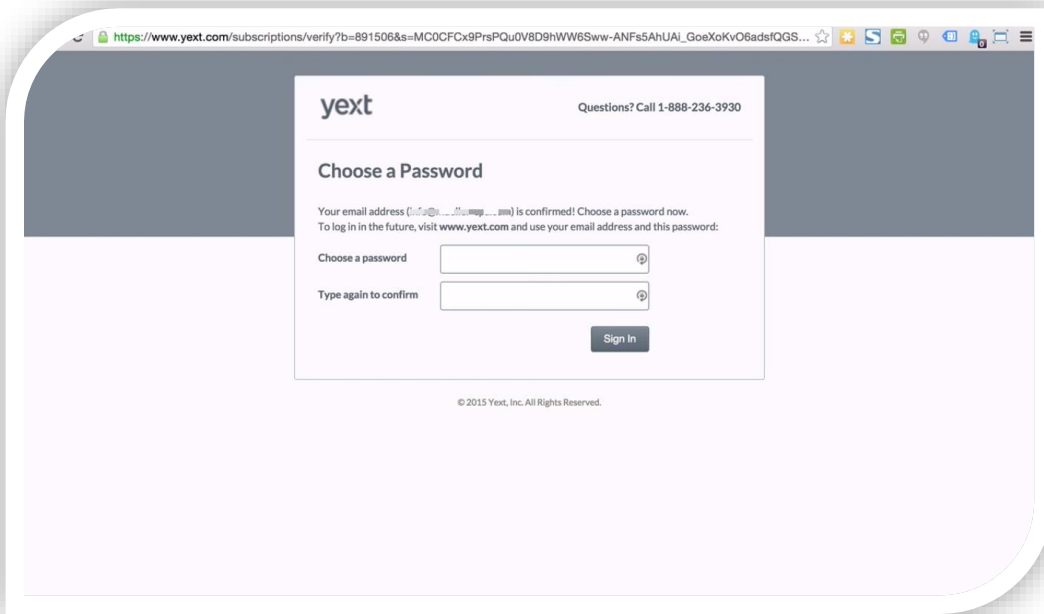 https://www.yext.com/subscriptions/verify?b=891506&s=MC0CFCx9PrsPQu0V8D9hWW6Sww-ANFs5AhUAi_GoeXoKvO6adsfQGS...
yext
Questions? Call 1-888-236-3930
Choose a Password
Your email address ( ) is confirmed! Choose a password now.
To log in in the future, visit www.yext.com and use your email address and this password:
Choose a password
Type again to confirm
Sign In
© 2015 Yext, Inc. All Rights Reserved.